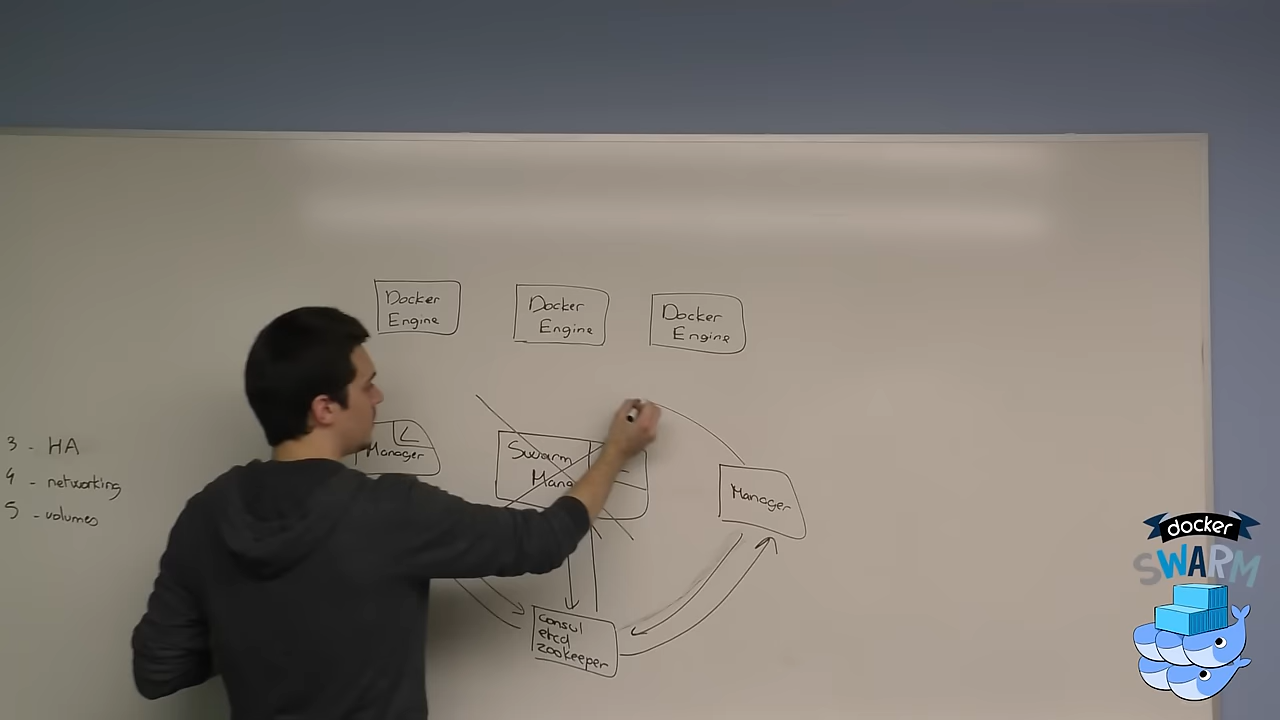 Docker
Engine
Docker
Engine
Docker
Engine
3 - HA
4 - networking
5 - volumes
Manager
L
Swarm
Mana
Manager
consul
etcd
zookeeper
docker
SWARM